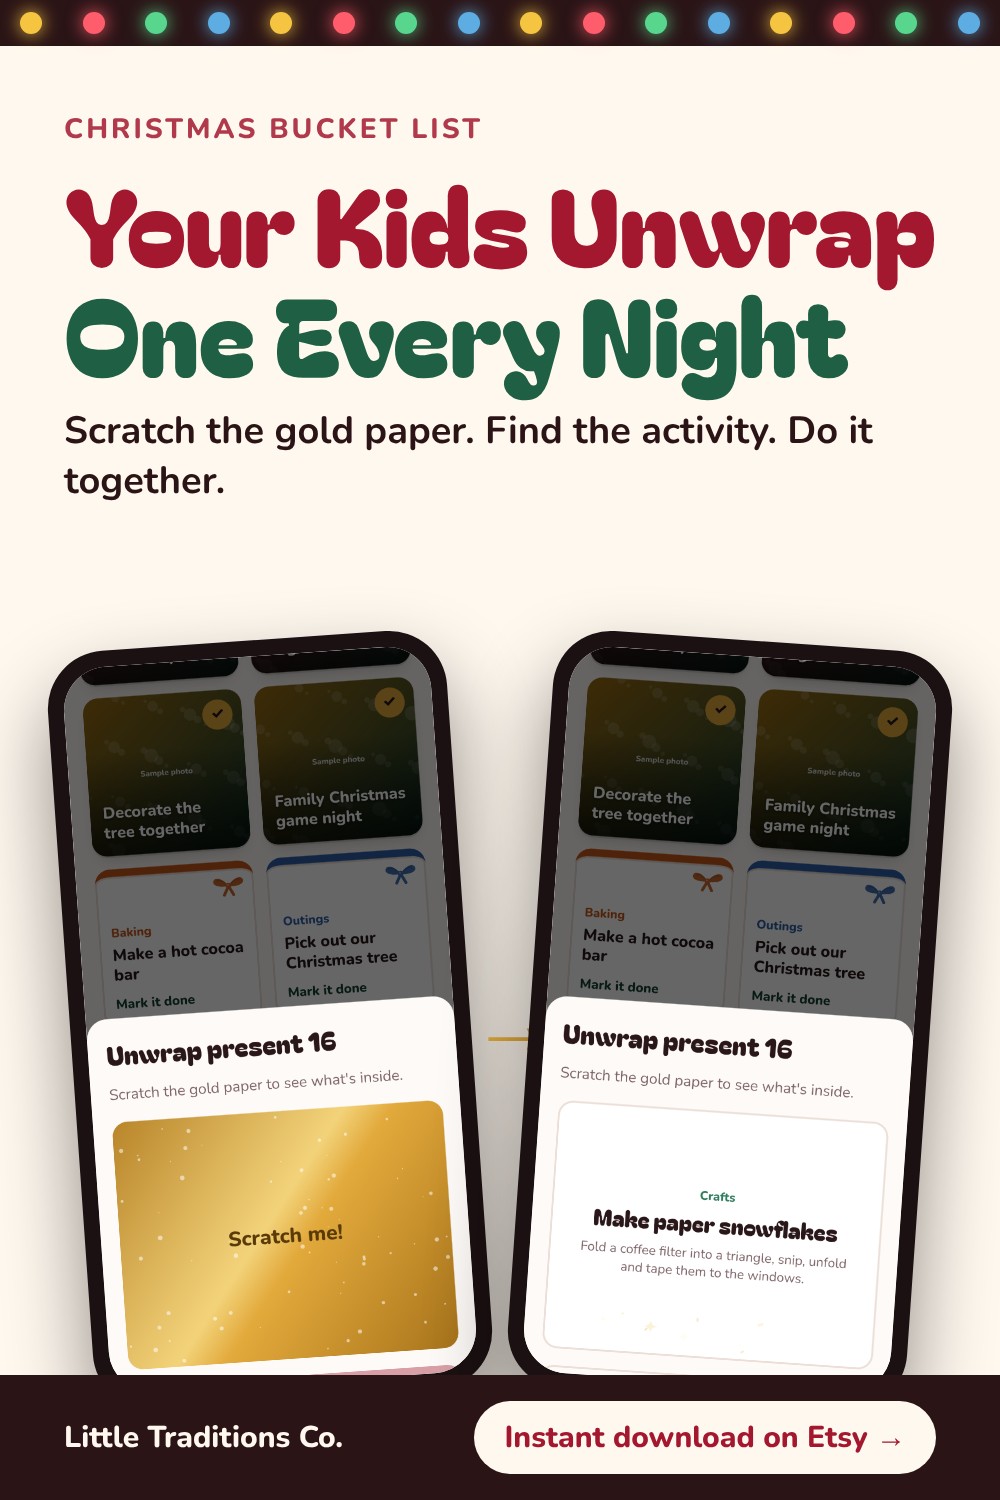 CHRISTMAS BUCKET LIST
Your Kids Unwrap
One Every Night
Scratch the gold paper. Find the activity. Do it
together.
Sample photo
Decorate the
tree together
Sample photo
Family Christmas
game night
Baking
Make a hot cocoa
bar
Mark it done
Outings
Pick out our
Christmas tree
Mark it done
Unwrap present 16
Scratch the gold paper to see what's inside.
Scratch me!
Sample photo
Decorate the
tree together
Sample photo
Family Christmas
game night
Baking
Make a hot cocoa
bar
Mark it done
Outings
Pick out our
Christmas tree
Mark it done
Unwrap present 16
Scratch the gold paper to see what's inside.
Crafts
Make paper snowflakes
Fold a coffee filter into a triangle, snip, unfold
and tape them to the windows.
Little Traditions Co.
Instant download on Etsy →